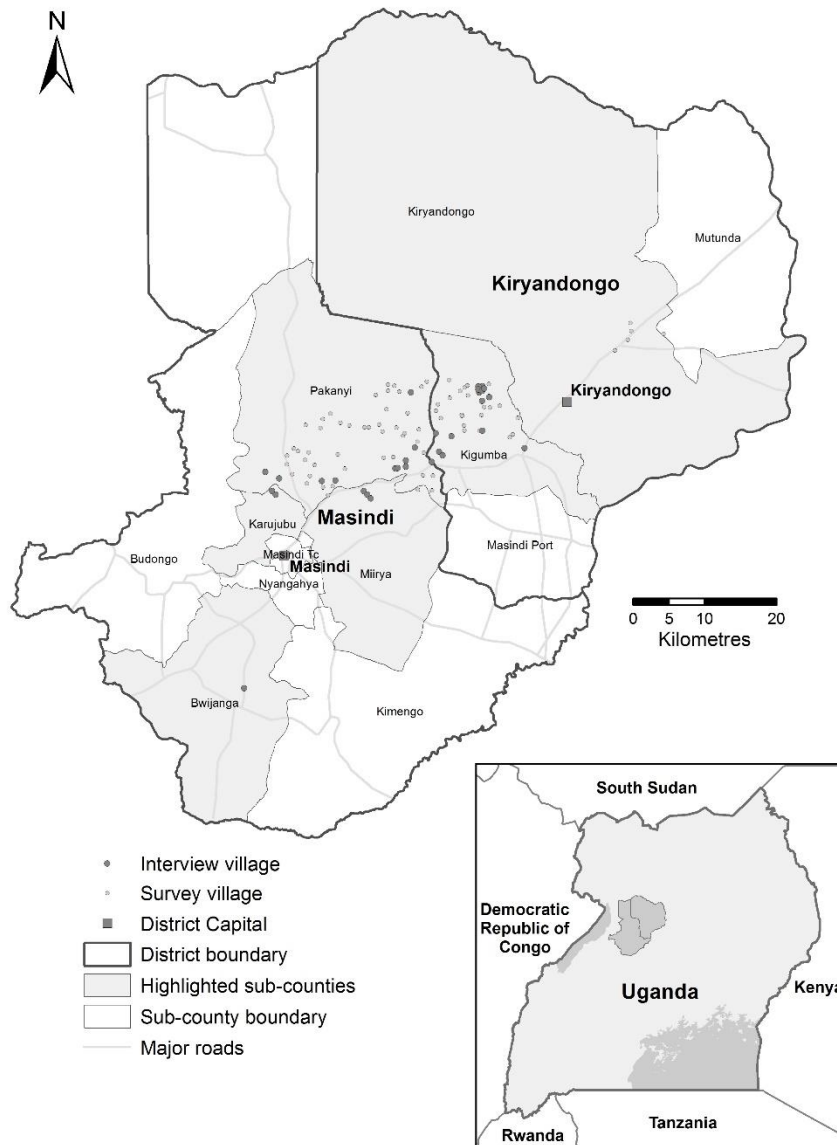 N
Kiryandongo
Mutunda
Kiryandongo
Pakanyi
Kiryandongo
Kigumba
Karujubu
Masindi
Masindi Port
Budongo
Masindi Tc
Masindi
Nyangahya
Miirya
0 5 10 20
Kilometres
Bwijanga
Kimengo
Interview village
Survey village
District Capital
District boundary
Highlighted sub-counties
Sub-county boundary
Major roads
South Sudan
Democratic
Republic of
Congo
Uganda
Kenya
Tanzania
Rwanda